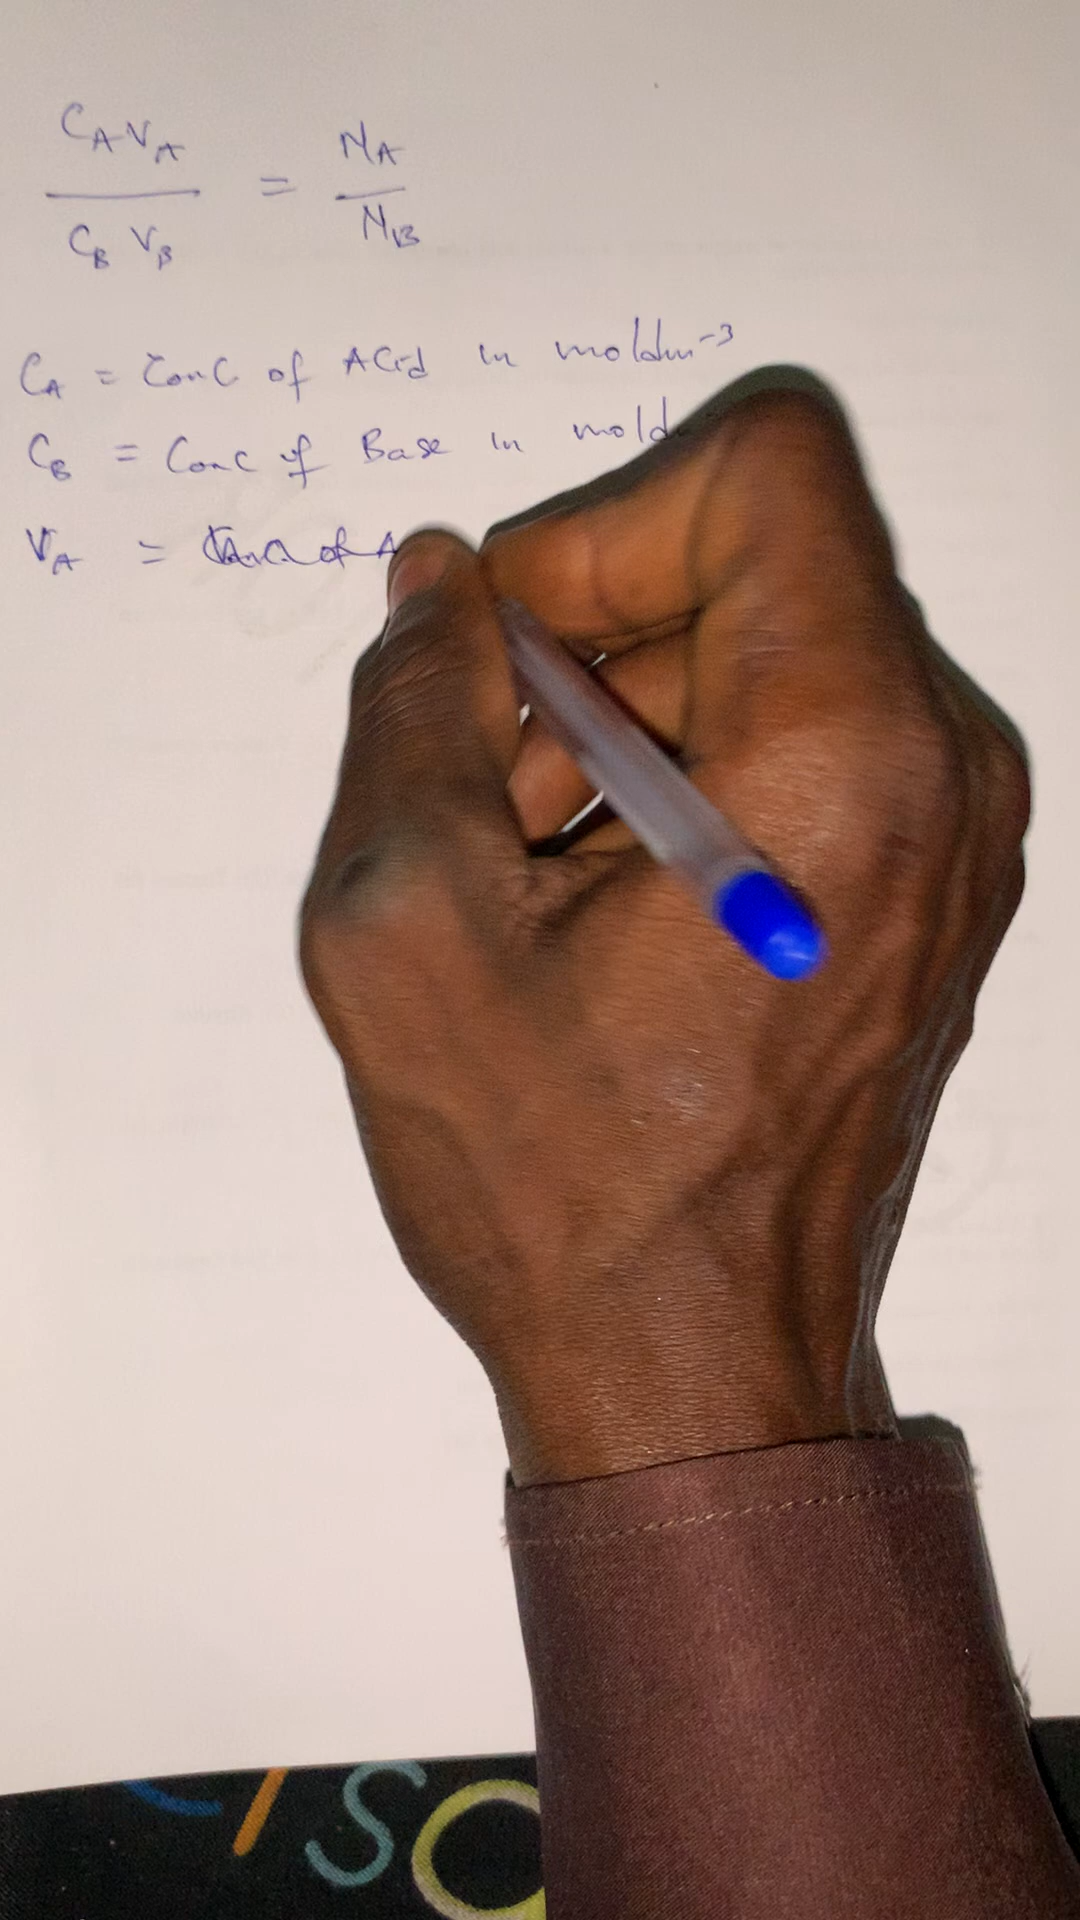 CAVA / CB VB = NA / NB
CA = Conc of Acid in moldm-3
CB = Conc of Base in mold
VA =
ISO